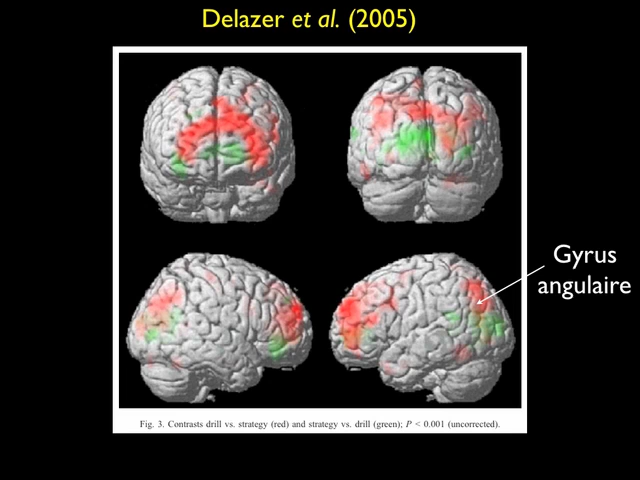 Delazer et al. (2005)
Gyrus
angulaire
Fig. 3. Contrasts drill vs. strategy (red) and strategy vs. drill (green); P < 0.001 (uncorrected).